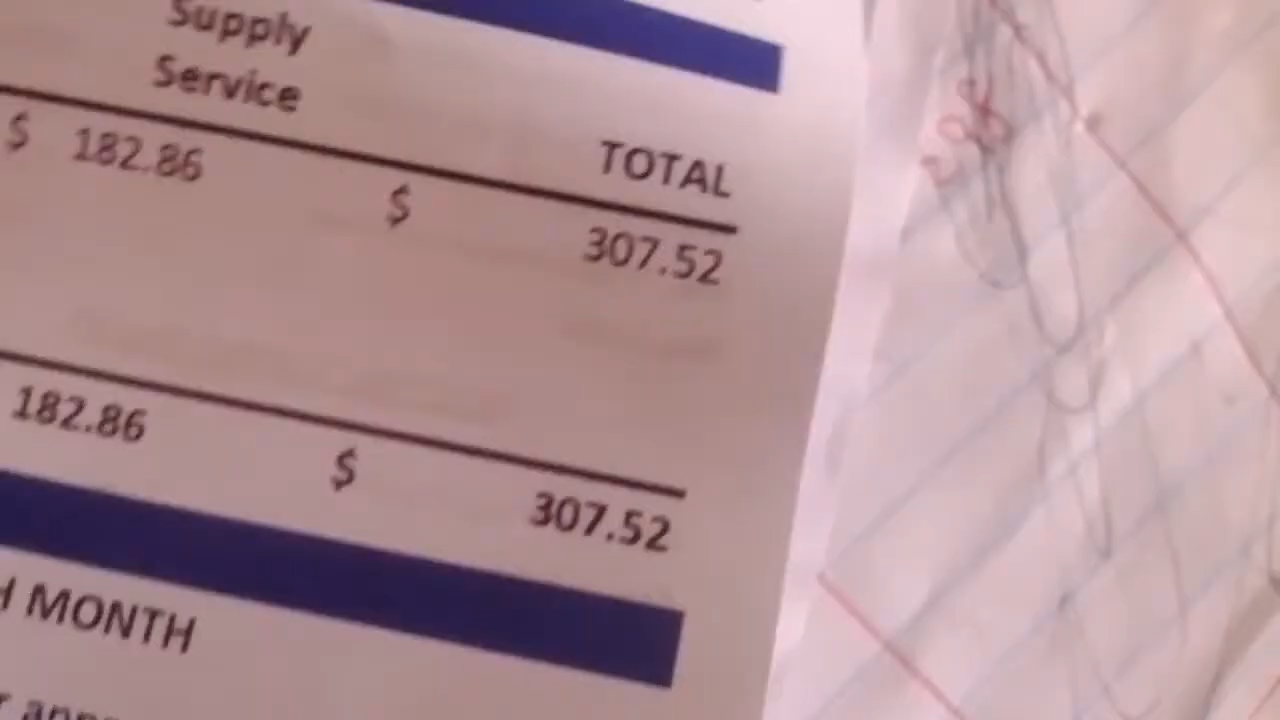 Supply
Service
TOTAL
$ 182.86 $ 307.52
182.86 $ 307.52
MONTH